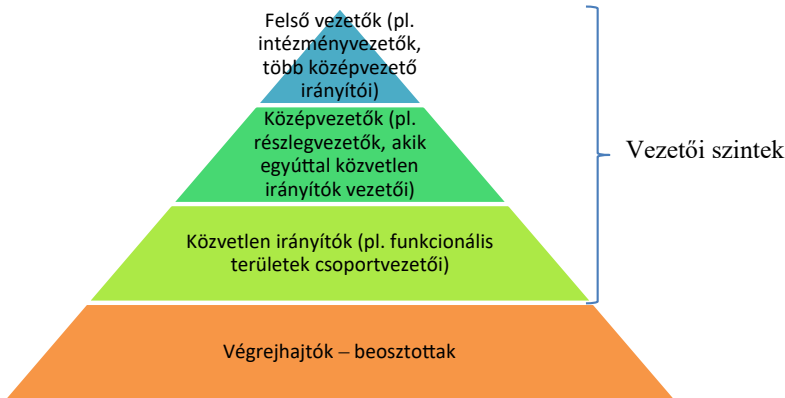 Felső vezetők (pl.
intézményvezetők,
több középvezető
irányítói)
Középvezetők (pl.
részlegvezetők, akik
egyúttal közvetlen
irányítók vezetői)
Vezetői szintek
Közvetlen irányítók (pl. funkcionális
területek csoportvezetői)
Végrejhajtók – beosztottak